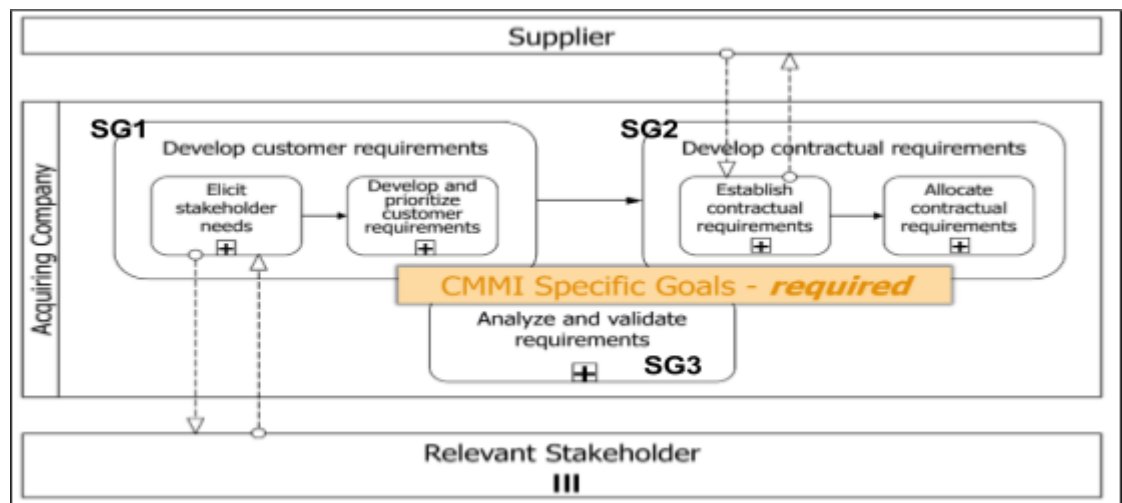 Supplier
Acquiring Company
SG1
Develop customer requirements
Elicit
stakeholder
needs
Develop and
prioritize
customer
requirements
SG2
Develop contractual requirements
Establish
contractual
requirements
Allocate
contractual
requirements
CMMI Specific Goals - required
Analyze and validate
requirements
SG3
Relevant Stakeholder